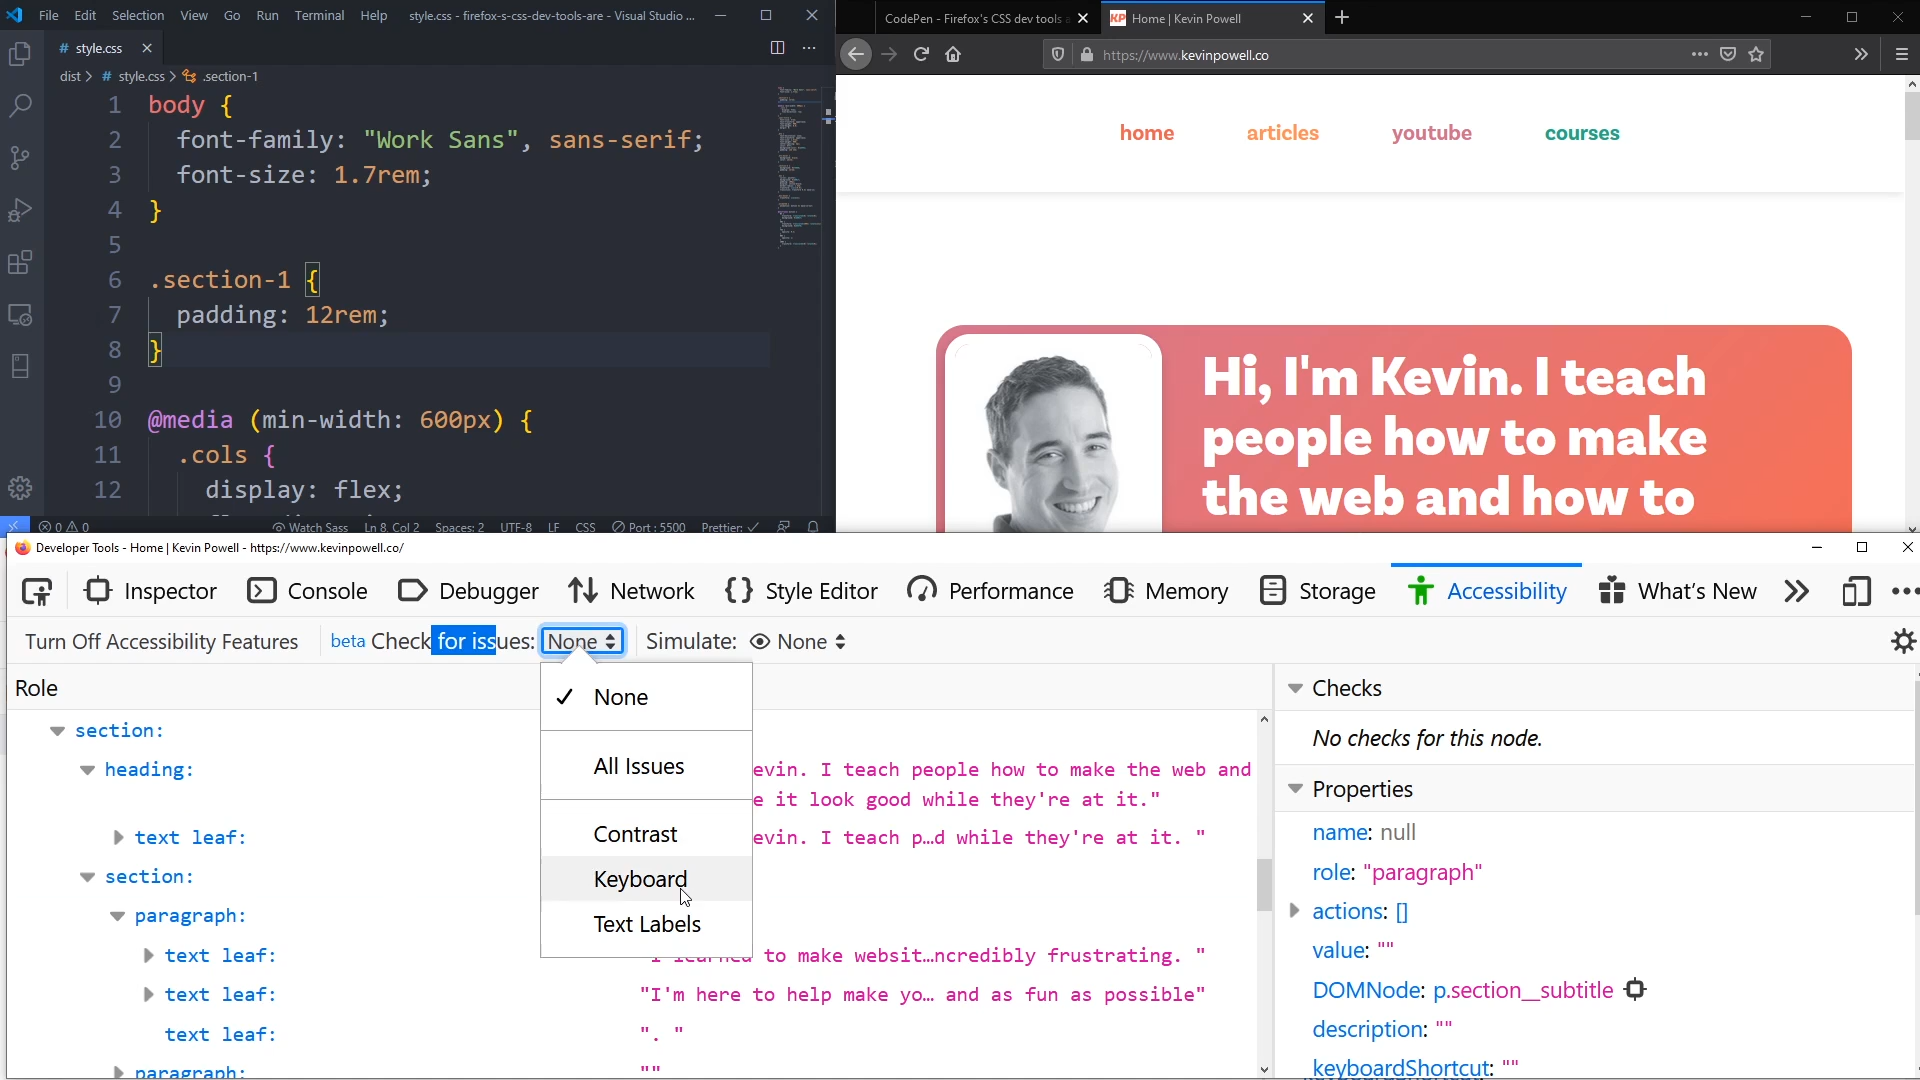 File Edit Selection View Go Run Terminal Help style.css - firefox-s-css-dev-tools-are - Visual Studio ...
# style.css
dist > # style.css > .section-1
1 body {
2 font-family: "Work Sans", sans-serif;
3 font-size: 1.7rem;
4 }
5
6 .section-1 {
7 padding: 12rem;
8 }
9
10 @media (min-width: 600px) {
11 .cols {
12 display: flex;
0 0 Watch Sass Ln 8, Col 2 Spaces: 2 UTF-8 LF CSS Port : 5500 Prettier: ✓
CodePen - Firefox's CSS dev tools
KP Home | Kevin Powell
https://www.kevinpowell.co
home articles youtube courses
Hi, I'm Kevin. I teach
people how to make
the web and how to
Developer Tools - Home | Kevin Powell - https://www.kevinpowell.co/
Inspector Console Debugger Network Style Editor Performance Memory Storage Accessibility What's New
Turn Off Accessibility Features beta Check for issues: None Simulate: None
Role
section:
heading:
evin. I teach people how to make the web and
e it look good while they're at it."
text leaf:
evin. I teach p…d while they're at it. "
section:
paragraph:
text leaf:
to make websit…ncredibly frustrating. "
text leaf: "I'm here to help make yo… and as fun as possible"
text leaf: ". "
paragraph: ""
✓ None
All Issues
Contrast
Keyboard
Text Labels
Checks
No checks for this node.
Properties
name: null
role: "paragraph"
actions: []
value: ""
DOMNode: p.section__subtitle
description: ""
keyboardShortcut: ""